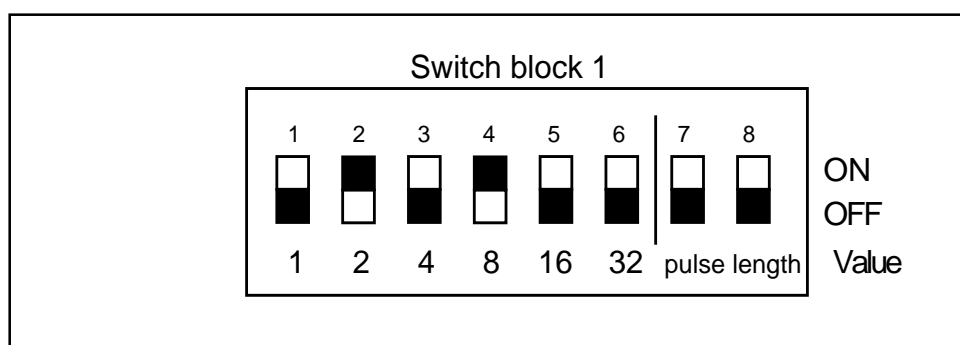 Switch block 1
1 2 3 4 5 6 7 8
ON
OFF
1 2 4 8 16 32 pulse length Value